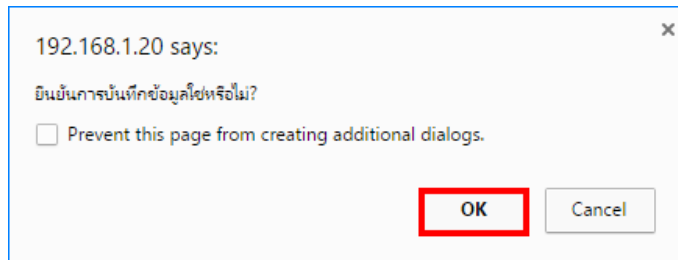 192.168.1.20 says:
ยืนยันการบันทึกข้อมูลใช่หรือไม่?
Prevent this page from creating additional dialogs.
OK
Cancel